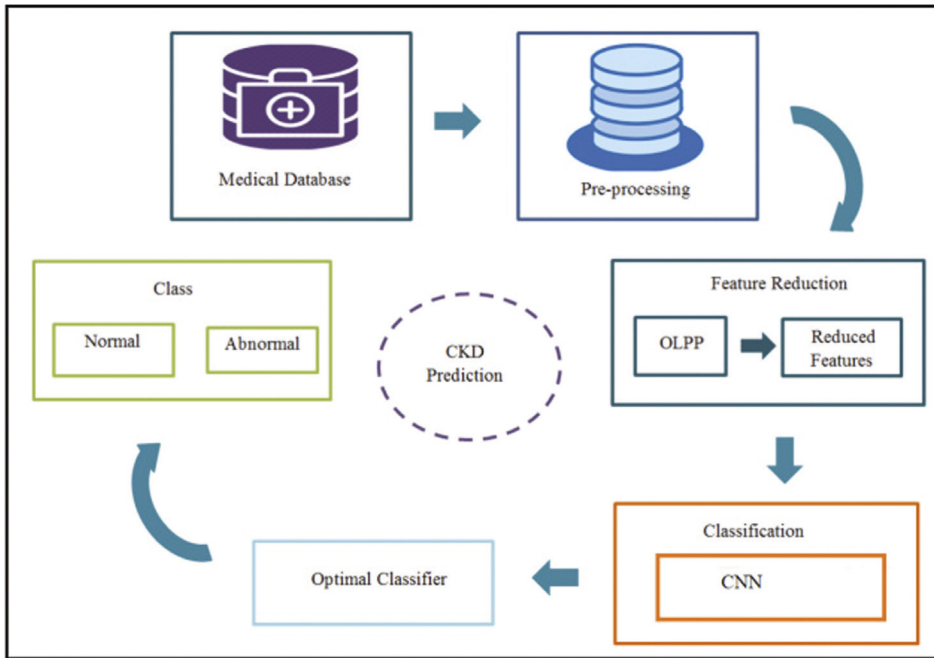 Medical Database
Pre-processing
Feature Reduction
OLPP
Reduced
Features
Classification
CNN
Optimal Classifier
Class
Normal
Abnormal
CKD
Prediction